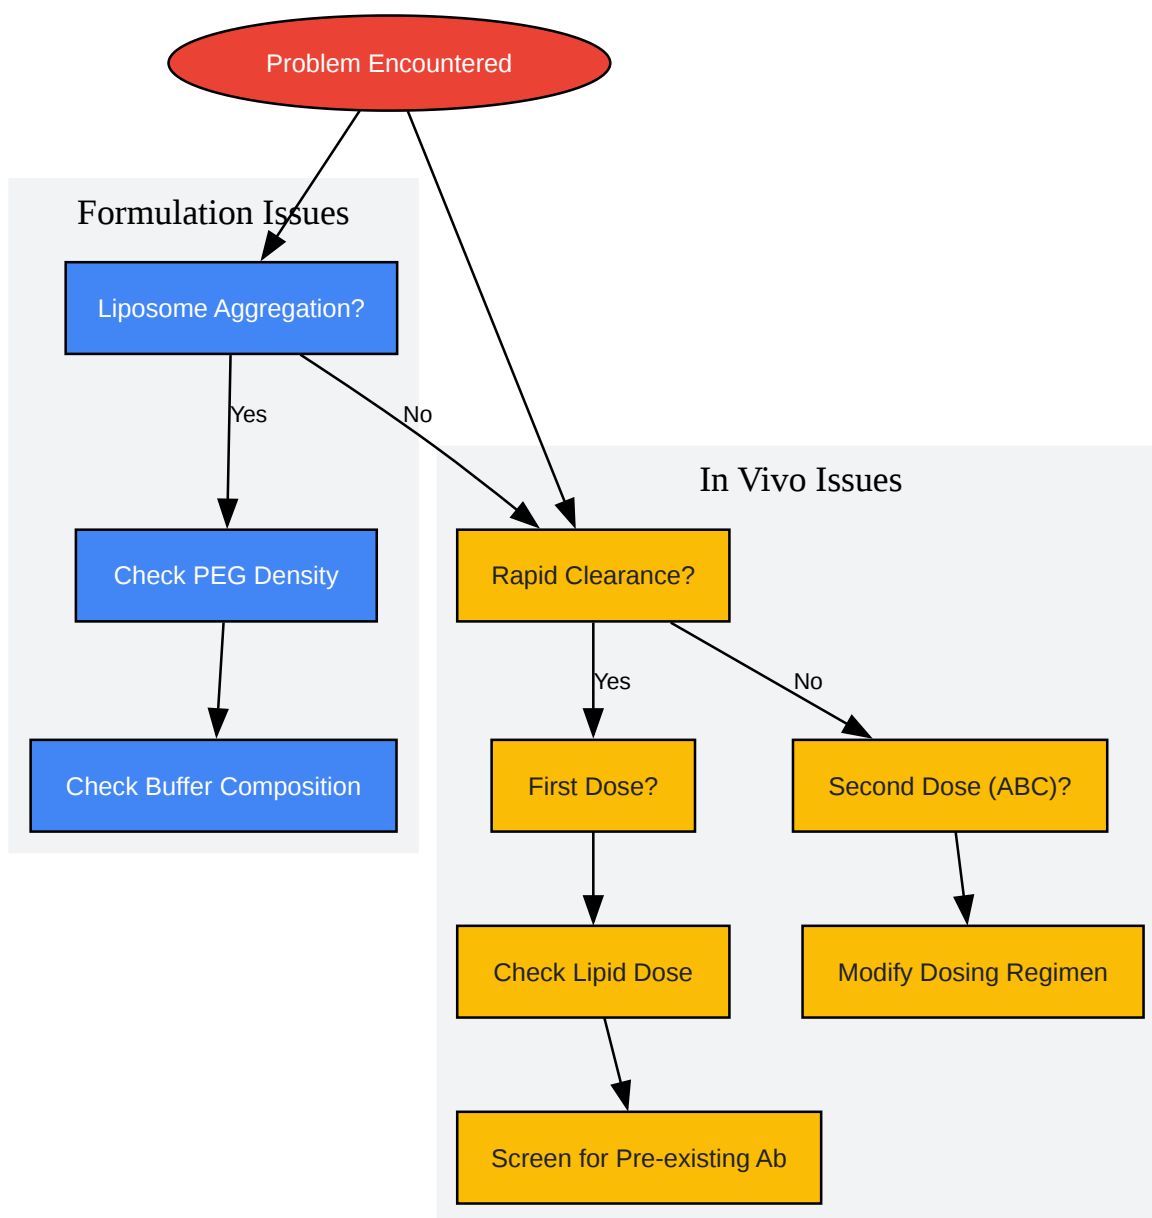 Problem Encountered
Formulation Issues
Liposome Aggregation?
Yes
No
In Vivo Issues
Check PEG Density
Rapid Clearance?
Yes
No
Check Buffer Composition
First Dose?
Second Dose (ABC)?
Check Lipid Dose
Modify Dosing Regimen
Screen for Pre-existing Ab